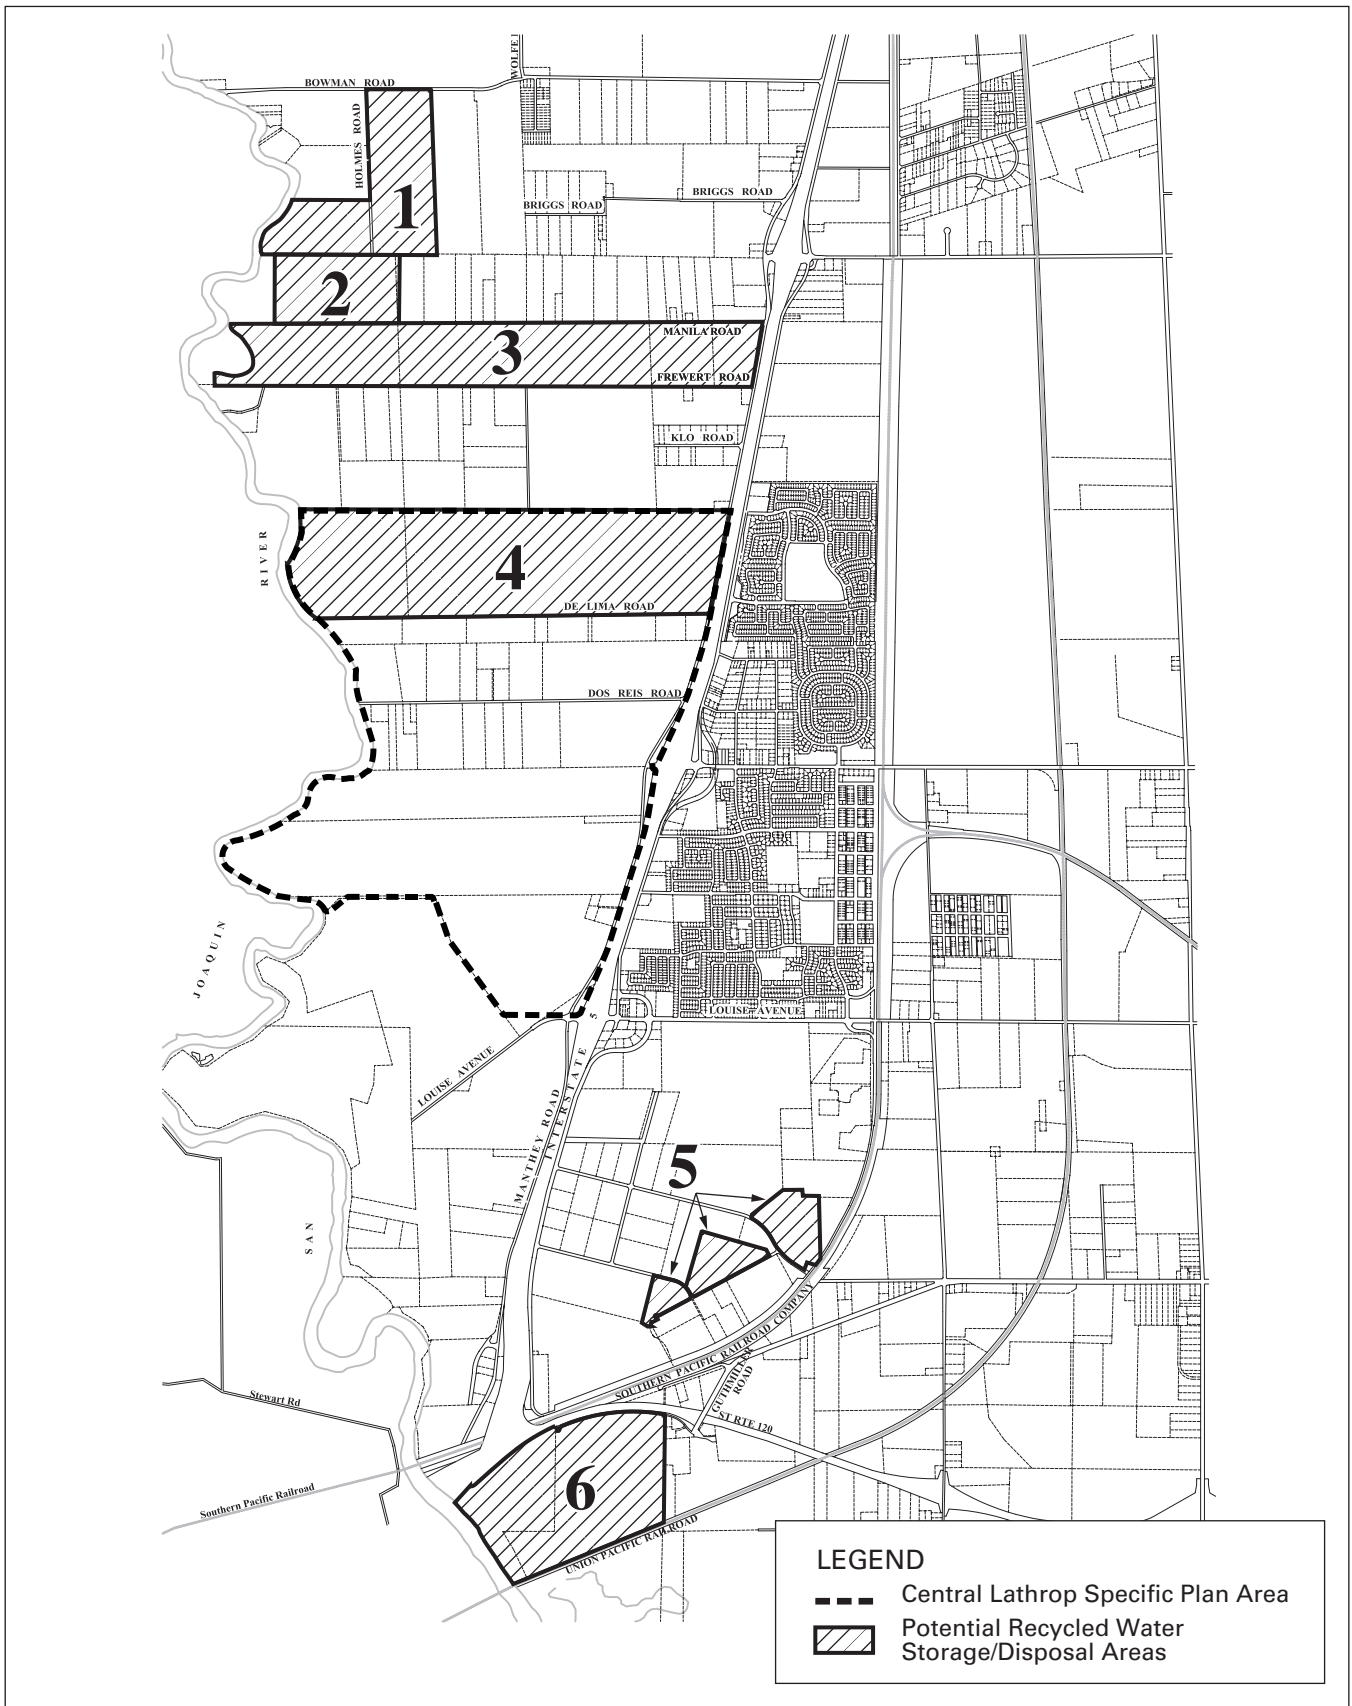 WOLFE
BOWMAN ROAD
HOLMES ROAD
BRIGGS ROAD
BRIGGS ROAD
1
2
MANILA ROAD
3
FREWERT ROAD
KLO ROAD
RIVER
4
DE LIMA ROAD
DOS REIS ROAD
JOAQUIN
LOUISE AVENUE
5
LOUISE AVENUE
MANTHEY ROAD
INTERSTATE
5
SAN
SOUTHERN PACIFIC RAILROAD COMPANY
GUTHMILLER
ROAD
Stewart Rd
ST RTE 120
6
Southern Pacific Railroad
UNION PACIFIC RAILROAD
LEGEND
Central Lathrop Specific Plan Area
Potential Recycled Water
Storage/Disposal Areas